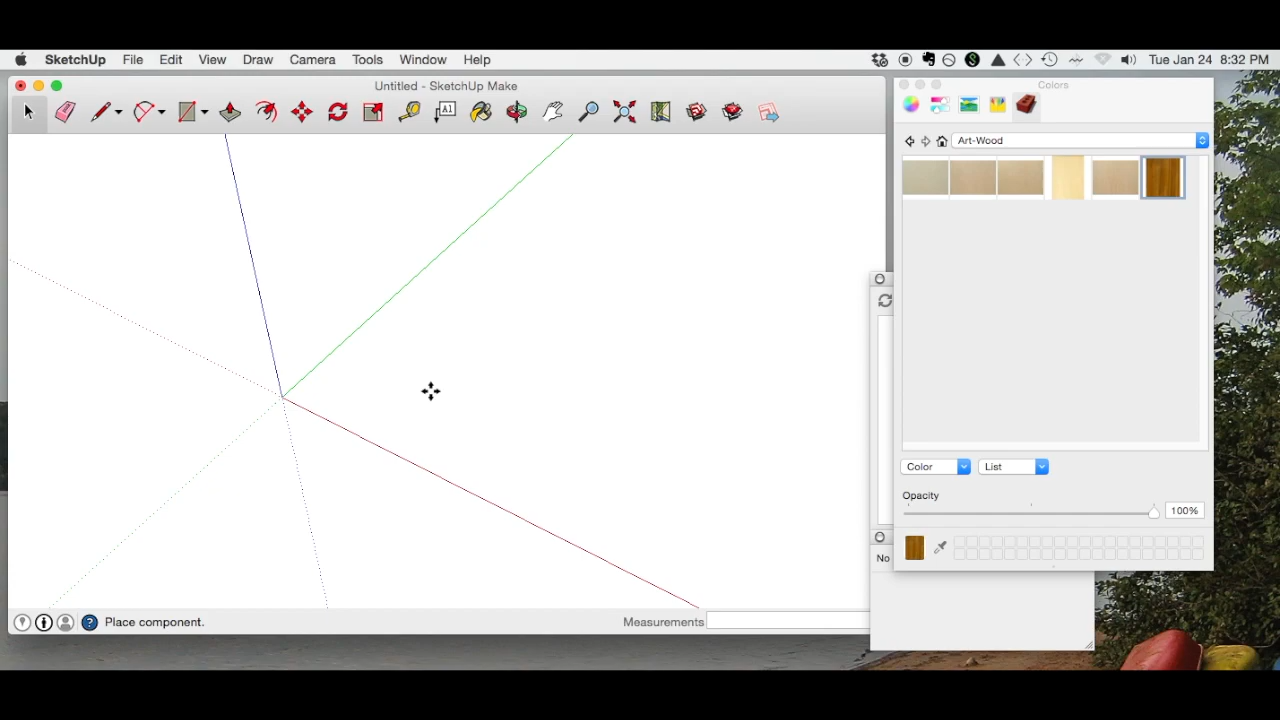 SketchUp File Edit View Draw Camera Tools Window Help Tue Jan 24 8:32 PM
Untitled - SketchUp Make
Colors
A1
Art-Wood
Color List
Opacity
100%
No
Place component.
Measurements